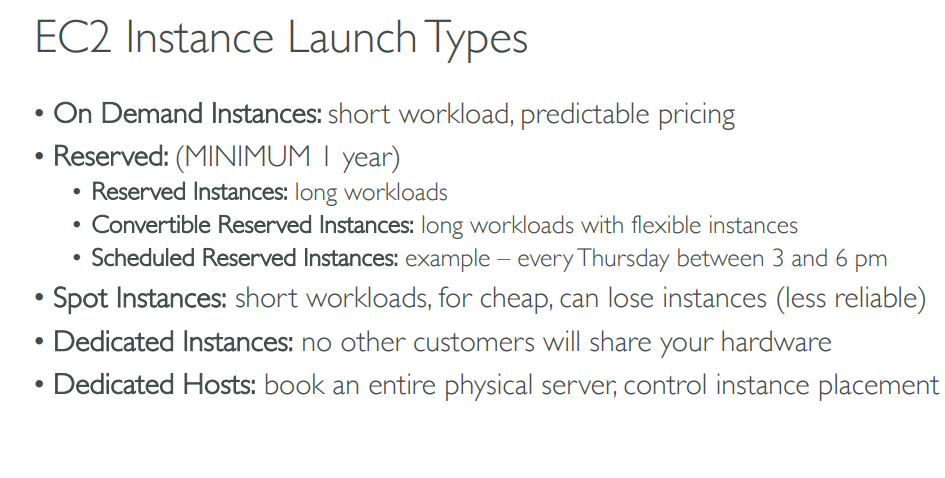 EC2 Instance Launch Types
• On Demand Instances: short workload, predictable pricing
• Reserved: (MINIMUM 1 year)
• Reserved Instances: long workloads
• Convertible Reserved Instances: long workloads with flexible instances
• Scheduled Reserved Instances: example – every Thursday between 3 and 6 pm
• Spot Instances: short workloads, for cheap, can lose instances (less reliable)
• Dedicated Instances: no other customers will share your hardware
• Dedicated Hosts: book an entire physical server, control instance placement